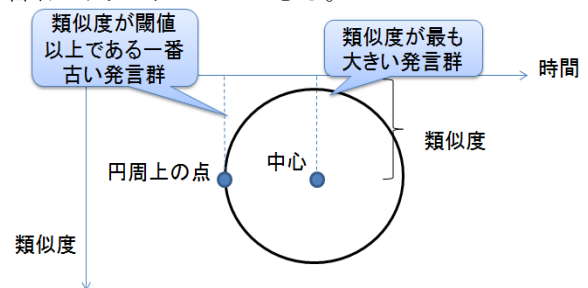 類似度が閾値
以上である一番
古い発言群
類似度が最も
大きい発言群
時間
類似度
中心
円周上の点
類似度